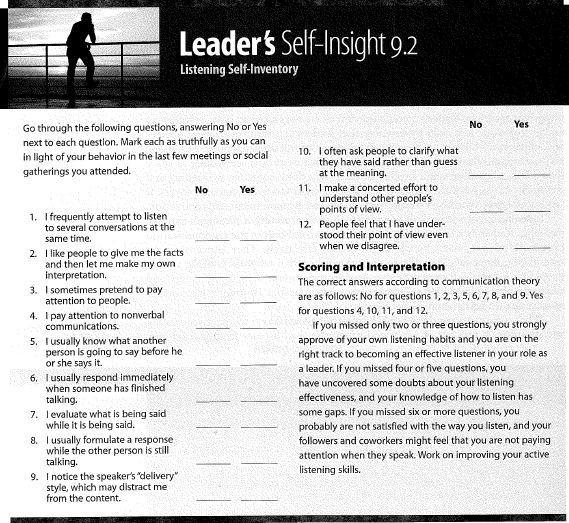 Leader's Self-Insight 9.2
Listening Self-Inventory
Go through the following questions, answering No or Yes
next to each question. Mark each as truthfully as you can
in light of your behavior in the last few meetings or social
gatherings you attended.
No Yes
1. I frequently attempt to listen
to several conversations at the
same time.
2. I like people to give me the facts
and then let me make my own
interpretation.
3. I sometimes pretend to pay
attention to people.
4. I pay attention to nonverbal
communications.
5. I usually know what another
person is going to say before he
or she says it.
6. I usually respond immediately
when someone has finished
talking.
7. I evaluate what is being said
while it is being said.
8. I usually formulate a response
while the other person is still
talking.
9. I notice the speaker's "delivery"
style, which may distract me
from the content.
No Yes
10. I often ask people to clarify what
they have said rather than guess
at the meaning.
11. I make a concerted effort to
understand other people's
points of view.
12. People feel that I have under-
stood their point of view even
when we disagree.
Scoring and Interpretation
The correct answers according to communication theory
are as follows: No for questions 1, 2, 3, 5, 6, 7, 8, and 9. Yes
for questions 4, 10, 11, and 12.
If you missed only two or three questions, you strongly
approve of your own listening habits and you are on the
right track to becoming an effective listener in your role as
a leader. If you missed four or five questions, you
have uncovered some doubts about your listening
effectiveness, and your knowledge of how to listen has
some gaps. If you missed six or more questions, you
probably are not satisfied with the way you listen, and your
followers and coworkers might feel that you are not paying
attention when they speak. Work on improving your active
listening skills.